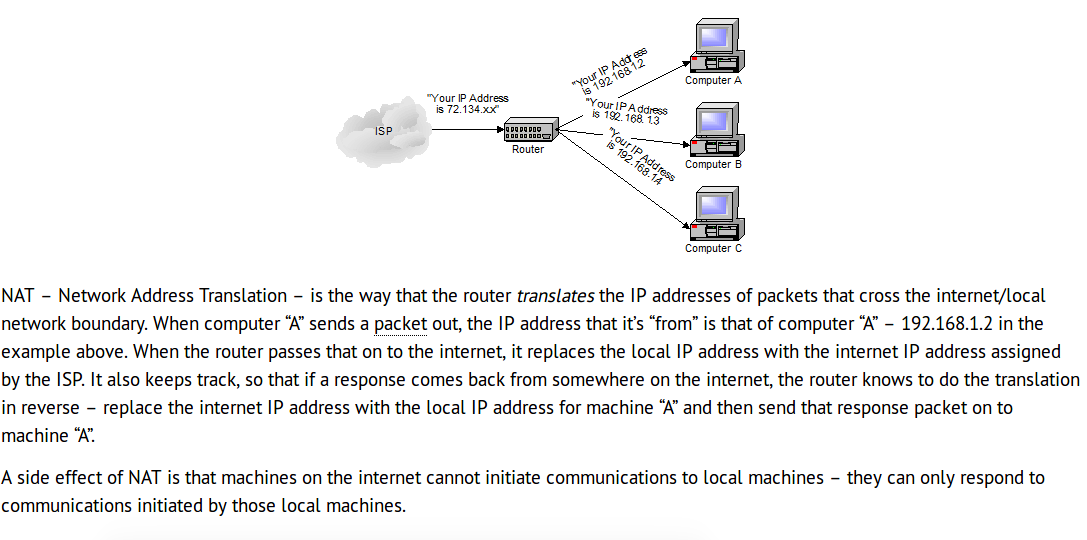 "Your IP Address
is 192.168.1.2
Computer A
"Your IP Address
is 72.134.xx"
"Your IP Address
is 192. 168. 1.3
ISP
Router
"Your IP Address
is 192.168.1.4
Computer B
Computer C
NAT – Network Address Translation – is the way that the router translates the IP addresses of packets that cross the internet/local
network boundary. When computer “A” sends a packet out, the IP address that it’s “from” is that of computer “A” – 192.168.1.2 in the
example above. When the router passes that on to the internet, it replaces the local IP address with the internet IP address assigned
by the ISP. It also keeps track, so that if a response comes back from somewhere on the internet, the router knows to do the translation
in reverse – replace the internet IP address with the local IP address for machine “A” and then send that response packet on to
machine “A”.
A side effect of NAT is that machines on the internet cannot initiate communications to local machines – they can only respond to
communications initiated by those local machines.